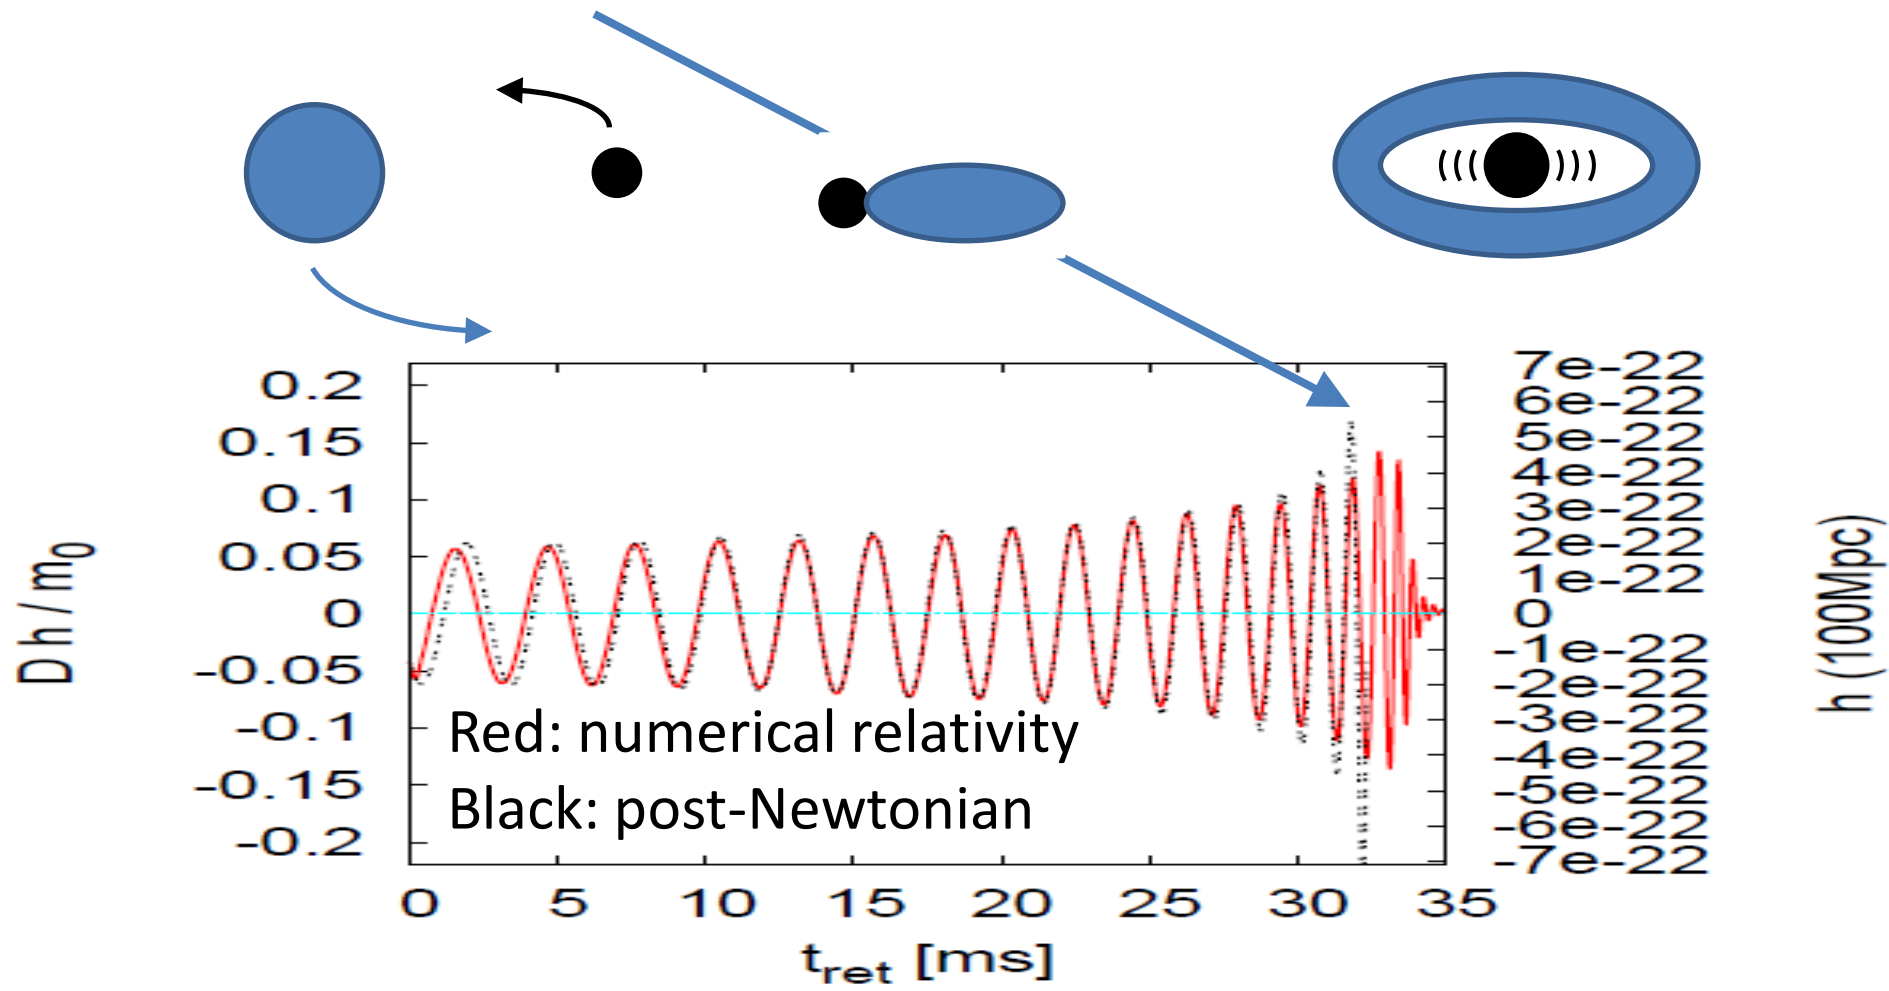 0.2
0.15
0.1
0.05
0
-0.05
-0.1
-0.15
-0.2
D h / m0
7e-22
6e-22
5e-22
4e-22
3e-22
2e-22
1e-22
0
-1e-22
-2e-22
-3e-22
-4e-22
-5e-22
-6e-22
-7e-22
h (100Mpc)
Red: numerical relativity
Black: post-Newtonian
0 5 10 15 20 25 30 35
tret [ms]